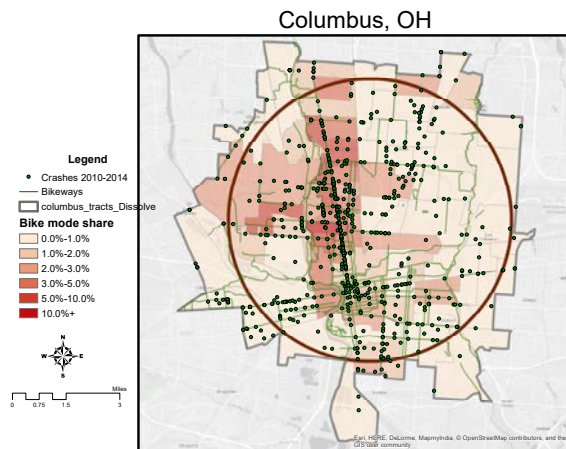 Columbus, OH
Legend
Crashes 2010-2014
Bikeways
columbus_tracts_Dissolve
Bike mode share
0.0%-1.0%
1.0%-2.0%
2.0%-3.0%
3.0%-5.0%
5.0%-10.0%
10.0%+
N
W E
S
Miles
0 0.75 1.5 3
Esri, HERE, DeLorme, MapmyIndia, © OpenStreetMap contributors, and the
GIS user community